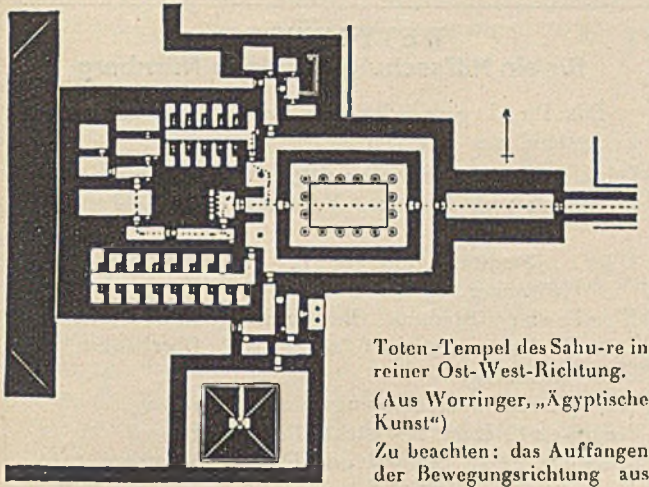 Toten-Tempel des Sahu-re in
reiner Ost-West-Richtung.
(Aus Worringer, „Ägyptische
Kunst")
Zu beachten: das Auffangen
der Bewegungsrichtung aus